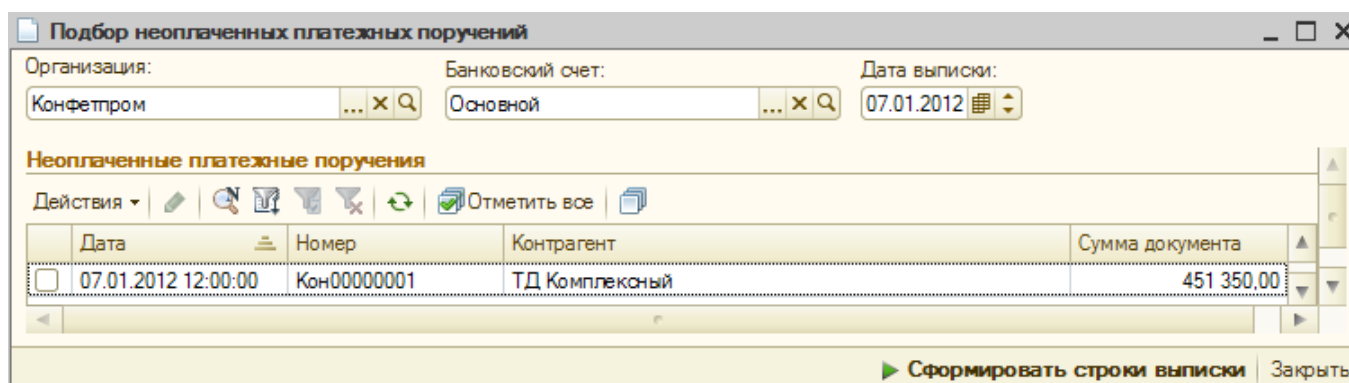 Подбор неоплаченных платежных поручений
Организация: Банковский счет: Дата выписки:
Конфетпром ... Основной ... 07.01.2012
Неоплаченные платежные поручения
Действия Отметить все
Дата Номер Контрагент Сумма документа
07.01.2012 12:00:00 Кон00000001 ТД Комплексный 451 350,00
Сформировать строки выписки Закрыть